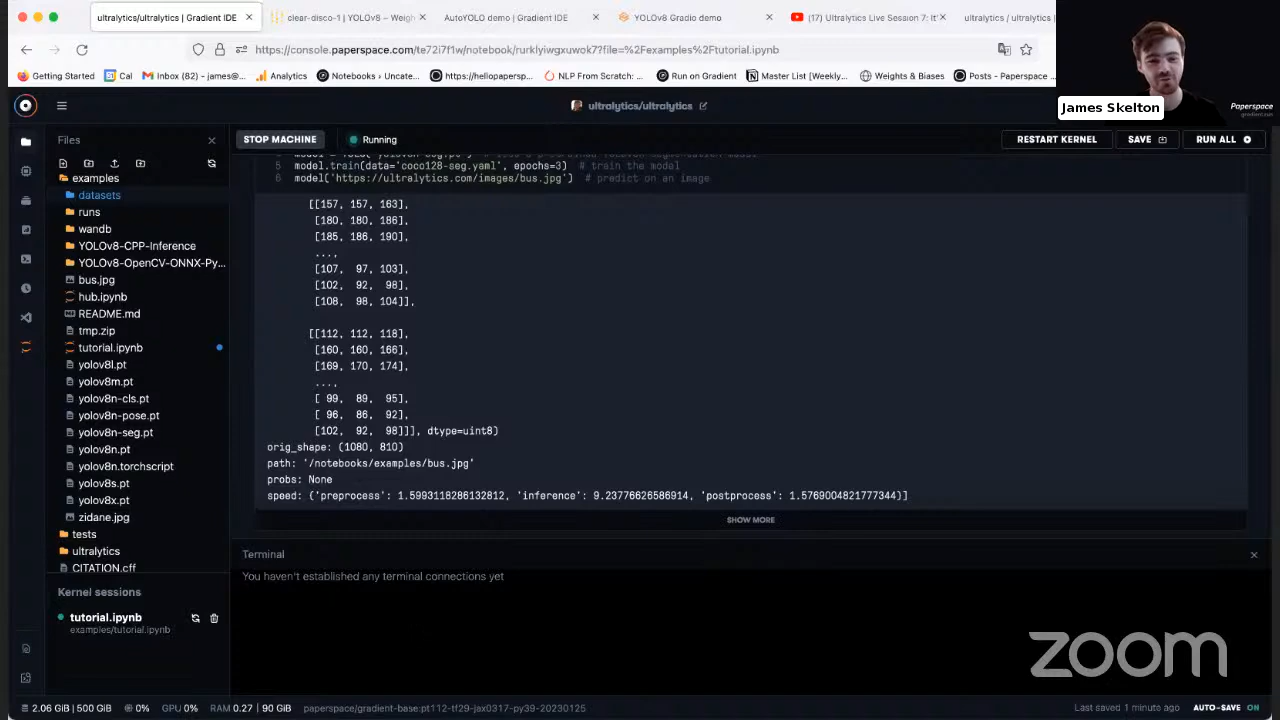 ultralytics/ultralytics | Gradient IDE
clear-disco-1 | YOLOv8 – Weigh
AutoYOLO demo | Gradient IDE
YOLOv8 Gradio demo
(17) Ultralytics Live Session 7: It'
ultralytics / ultralytics |
https://console.paperspace.com/te72i7f1w/notebook/rurklyiwgxuwok7?file=%2Fexamples%2Ftutorial.ipynb
Getting Started
Cal
Inbox (82) – james@...
Analytics
Notebooks › Uncate...
https://hellopapersp...
NLP From Scratch: ...
Run on Gradient
Master List [Weekly...
Weights & Biases
Posts - Paperspace
James Skelton
Paperspace
gradient.run
ultralytics/ultralytics
Files
STOP MACHINE
Running
RESTART KERNEL
SAVE
RUN ALL
examples
datasets
runs
wandb
YOLOv8-CPP-Inference
YOLOv8-OpenCV-ONNX-Py...
bus.jpg
hub.ipynb
README.md
tmp.zip
tutorial.ipynb
yolov8l.pt
yolov8m.pt
yolov8n-cls.pt
yolov8n-pose.pt
yolov8n-seg.pt
yolov8n.pt
yolov8n.torchscript
yolov8s.pt
yolov8x.pt
zidane.jpg
tests
ultralytics
CITATION.cff
Kernel sessions
tutorial.ipynb
examples/tutorial.ipynb
5 model.train(data='coco128-seg.yaml', epochs=3) # train the model
6 model('https://ultralytics.com/images/bus.jpg') # predict on an image
[[157, 157, 163],
[180, 180, 186],
[185, 186, 190],
...,
[107, 97, 103],
[102, 92, 98],
[108, 98, 104]],
[[112, 112, 118],
[160, 160, 166],
[169, 170, 174],
...,
[ 99, 89, 95],
[ 96, 86, 92],
[102, 92, 98]]], dtype=uint8)
orig_shape: (1080, 810)
path: '/notebooks/examples/bus.jpg'
probs: None
speed: {'preprocess': 1.5993118286132812, 'inference': 9.23776626586914, 'postprocess': 1.5769004821777344}]
SHOW MORE
Terminal
You haven't established any terminal connections yet
zoom
2.06 GiB | 500 GiB
0%
GPU 0%
RAM 0.27 | 90 GiB
paperspace/gradient-base:pt112-tf29-jax0317-py39-20230125
Last saved 1 minute ago
AUTO-SAVE ON